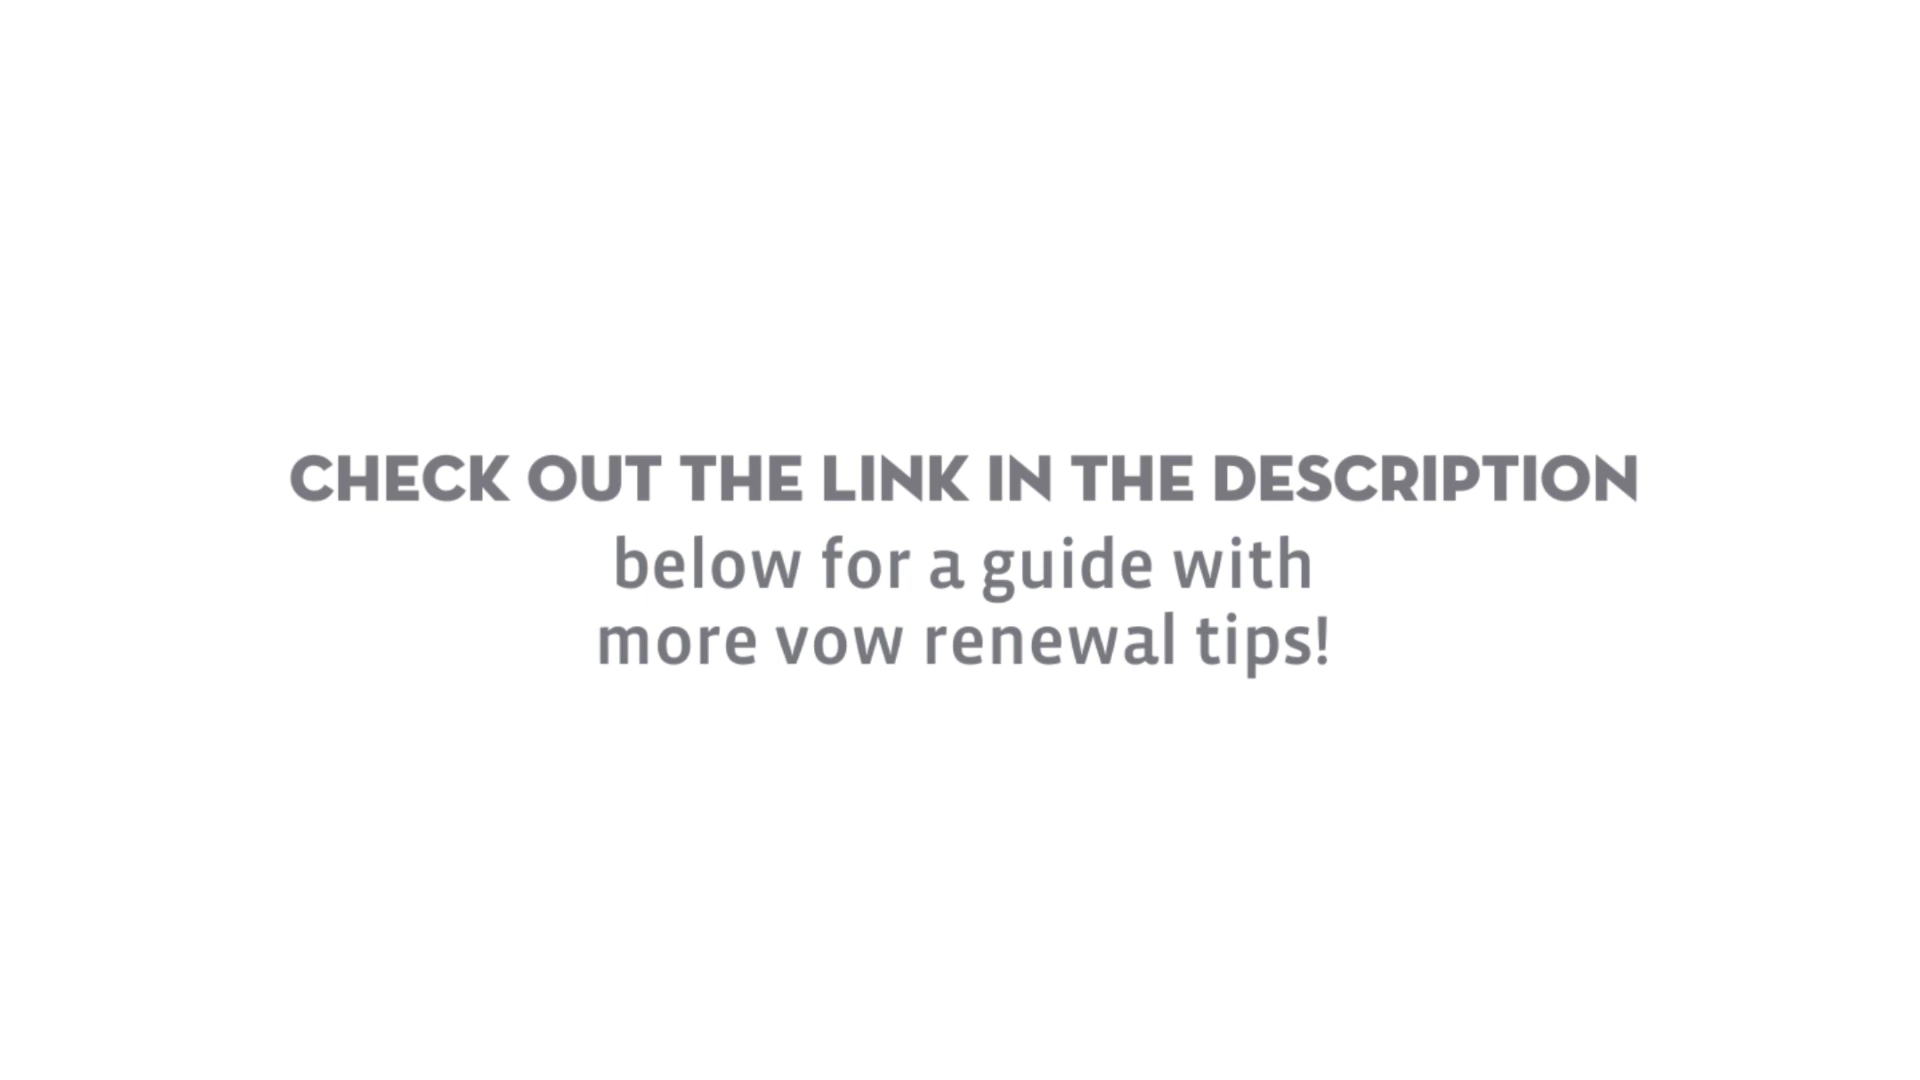 CHECK OUT THE LINK IN THE DESCRIPTION
below for a guide with
more vow renewal tips!